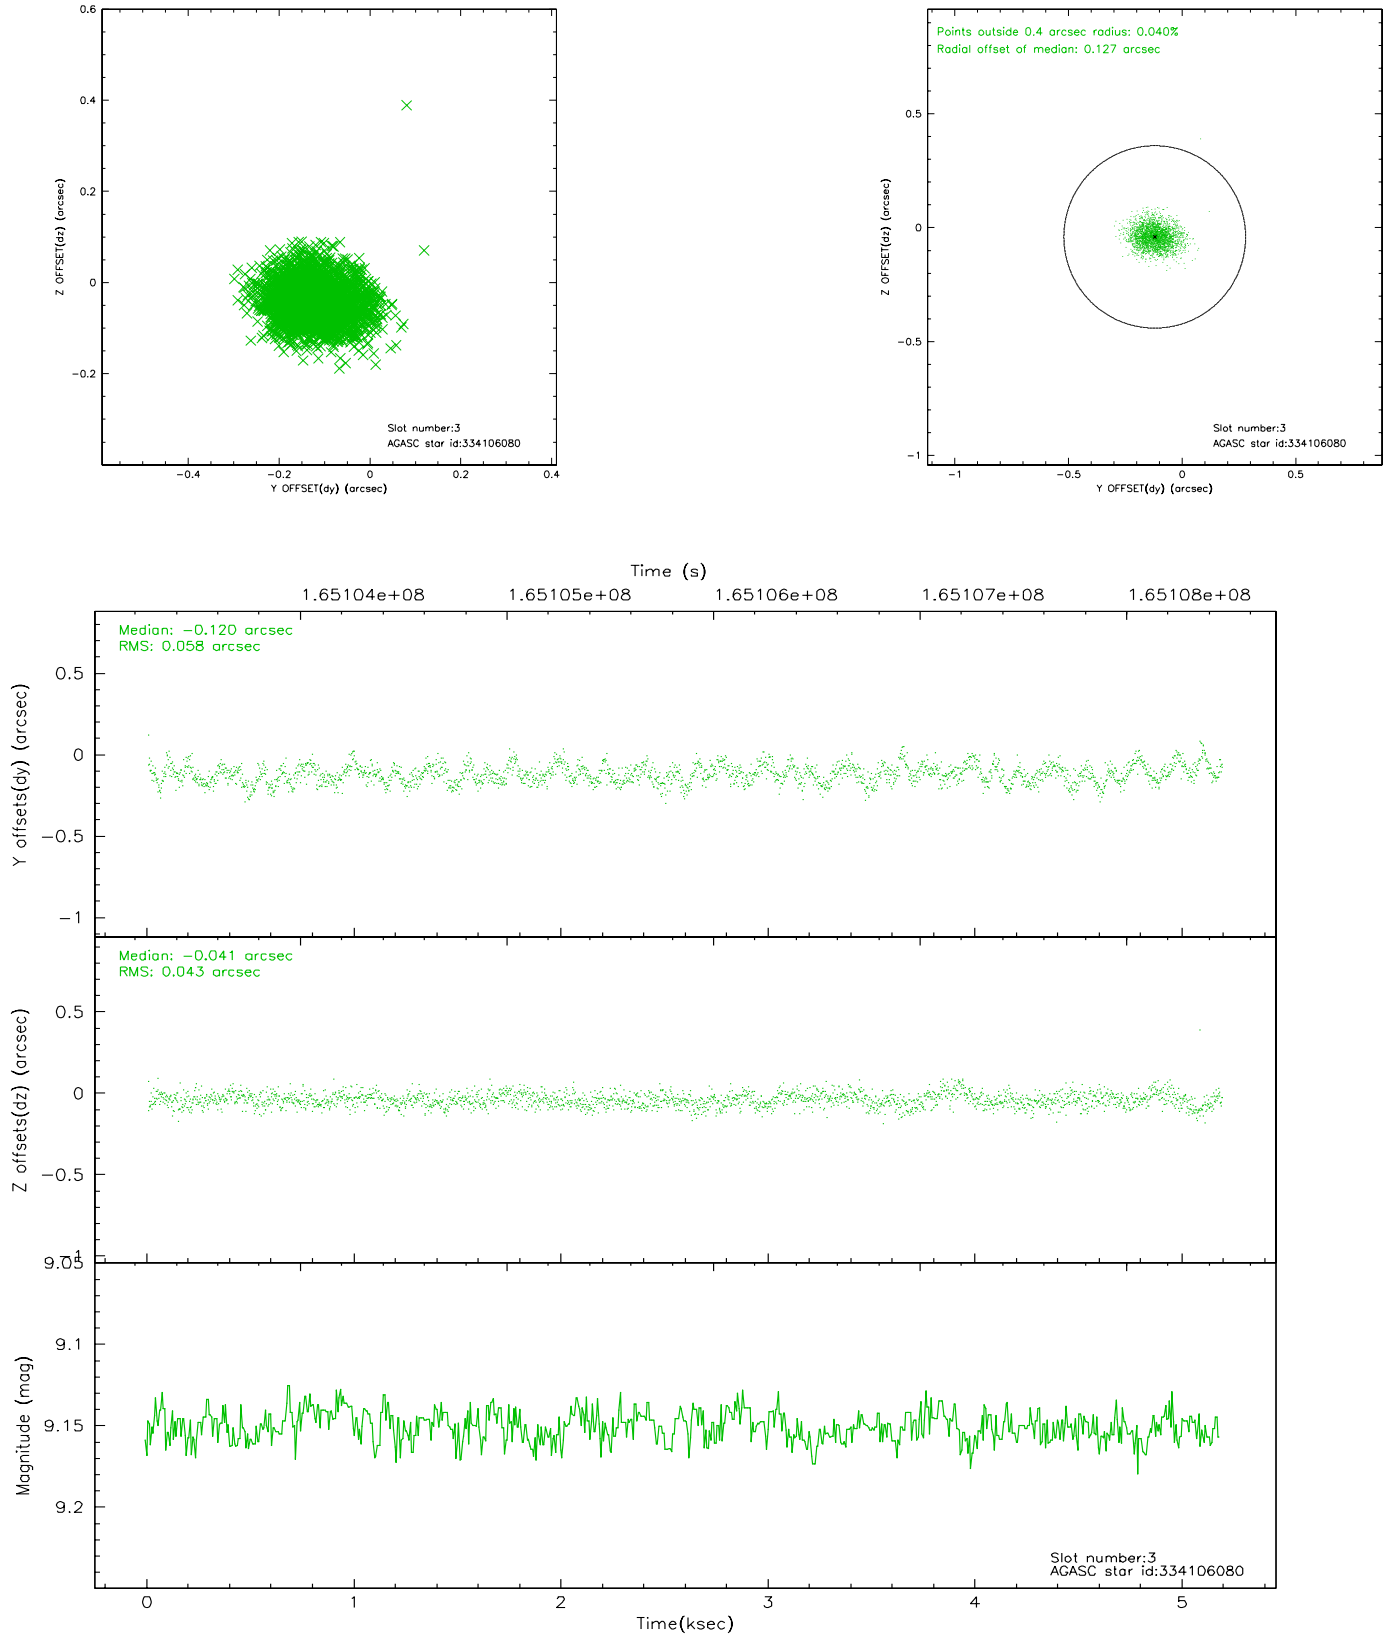 0.6
0.4
0.2
0
-0.2
Z OFFSET(dz) (arcsec)
Slot number:3
AGASC star id:334106080
-0.4 -0.2 0 0.2 0.4
Y OFFSET(dy) (arcsec)
Points outside 0.4 arcsec radius: 0.040%
Radial offset of median: 0.127 arcsec
0.5
0
-0.5
-1
Z OFFSET(dz) (arcsec)
Slot number:3
AGASC star id:334106080
-1 -0.5 0 0.5
Y OFFSET(dy) (arcsec)
Time (s)
1.65104e+08 1.65105e+08 1.65106e+08 1.65107e+08 1.65108e+08
Median: -0.120 arcsec
RMS: 0.058 arcsec
0.5
0
-0.5
-1
Y offsets(dy) (arcsec)
Median: -0.041 arcsec
RMS: 0.043 arcsec
0.5
0
-0.5
-1
Z offsets(dz) (arcsec)
9.05
9.1
9.15
9.2
Magnitude (mag)
Slot number:3
AGASC star id:334106080
0 1 2 3 4 5
Time(ksec)